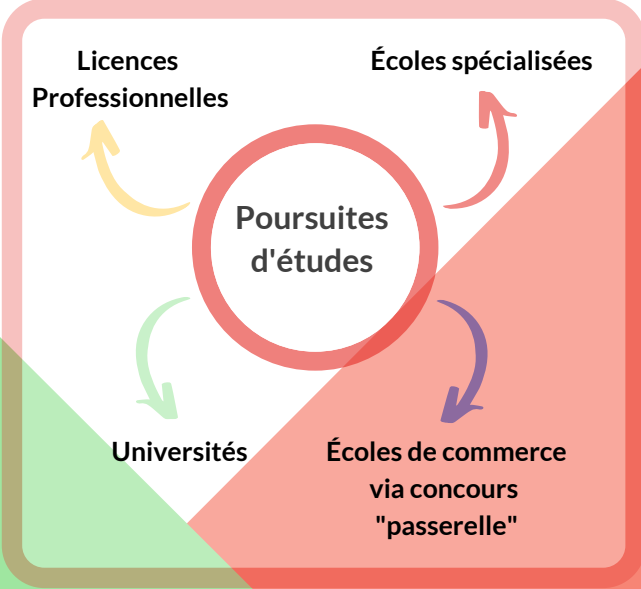 Licences
Professionnelles
Écoles spécialisées
Poursuites
d'études
Universités
Écoles de commerce
via concours
"passerelle"